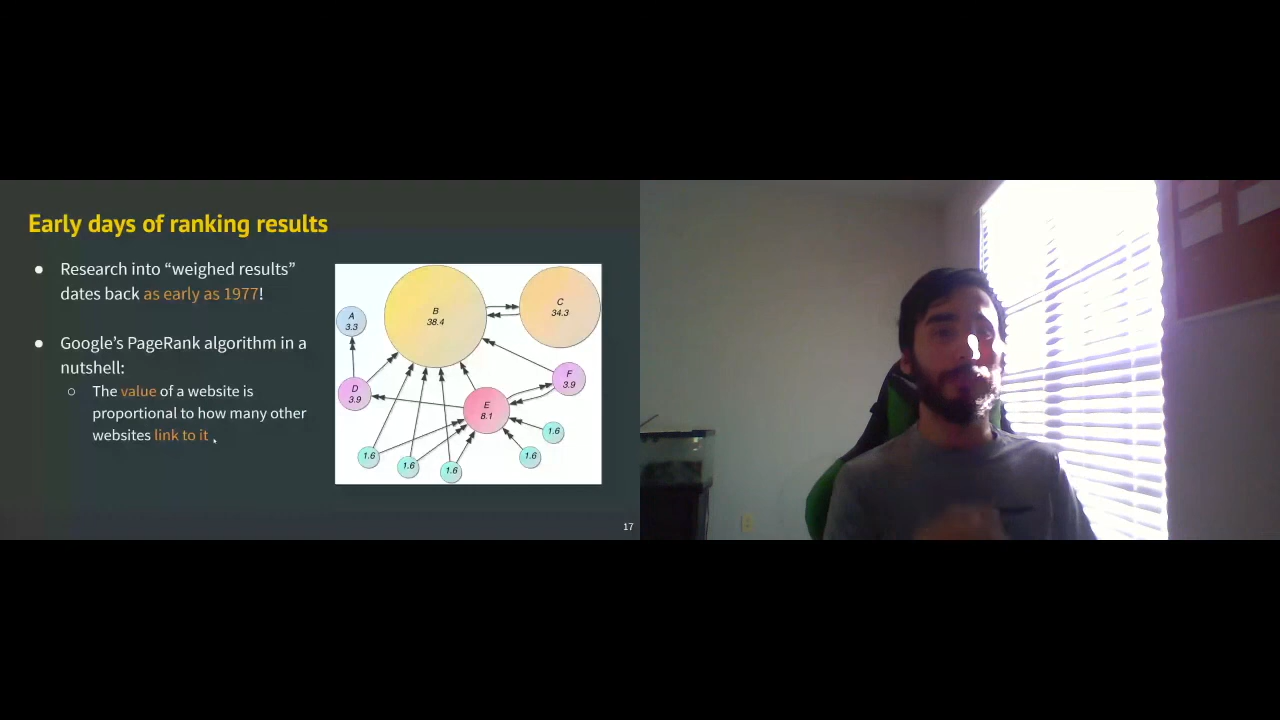 Early days of ranking results
● Research into “weighed results”
dates back as early as 1977!
● Google’s PageRank algorithm in a
nutshell:
○ The value of a website is
proportional to how many other
websites link to it
A
3.3
B
38.4
C
34.3
D
3.9
E
8.1
F
3.9
1.6
1.6
1.6
1.6
1.6
17